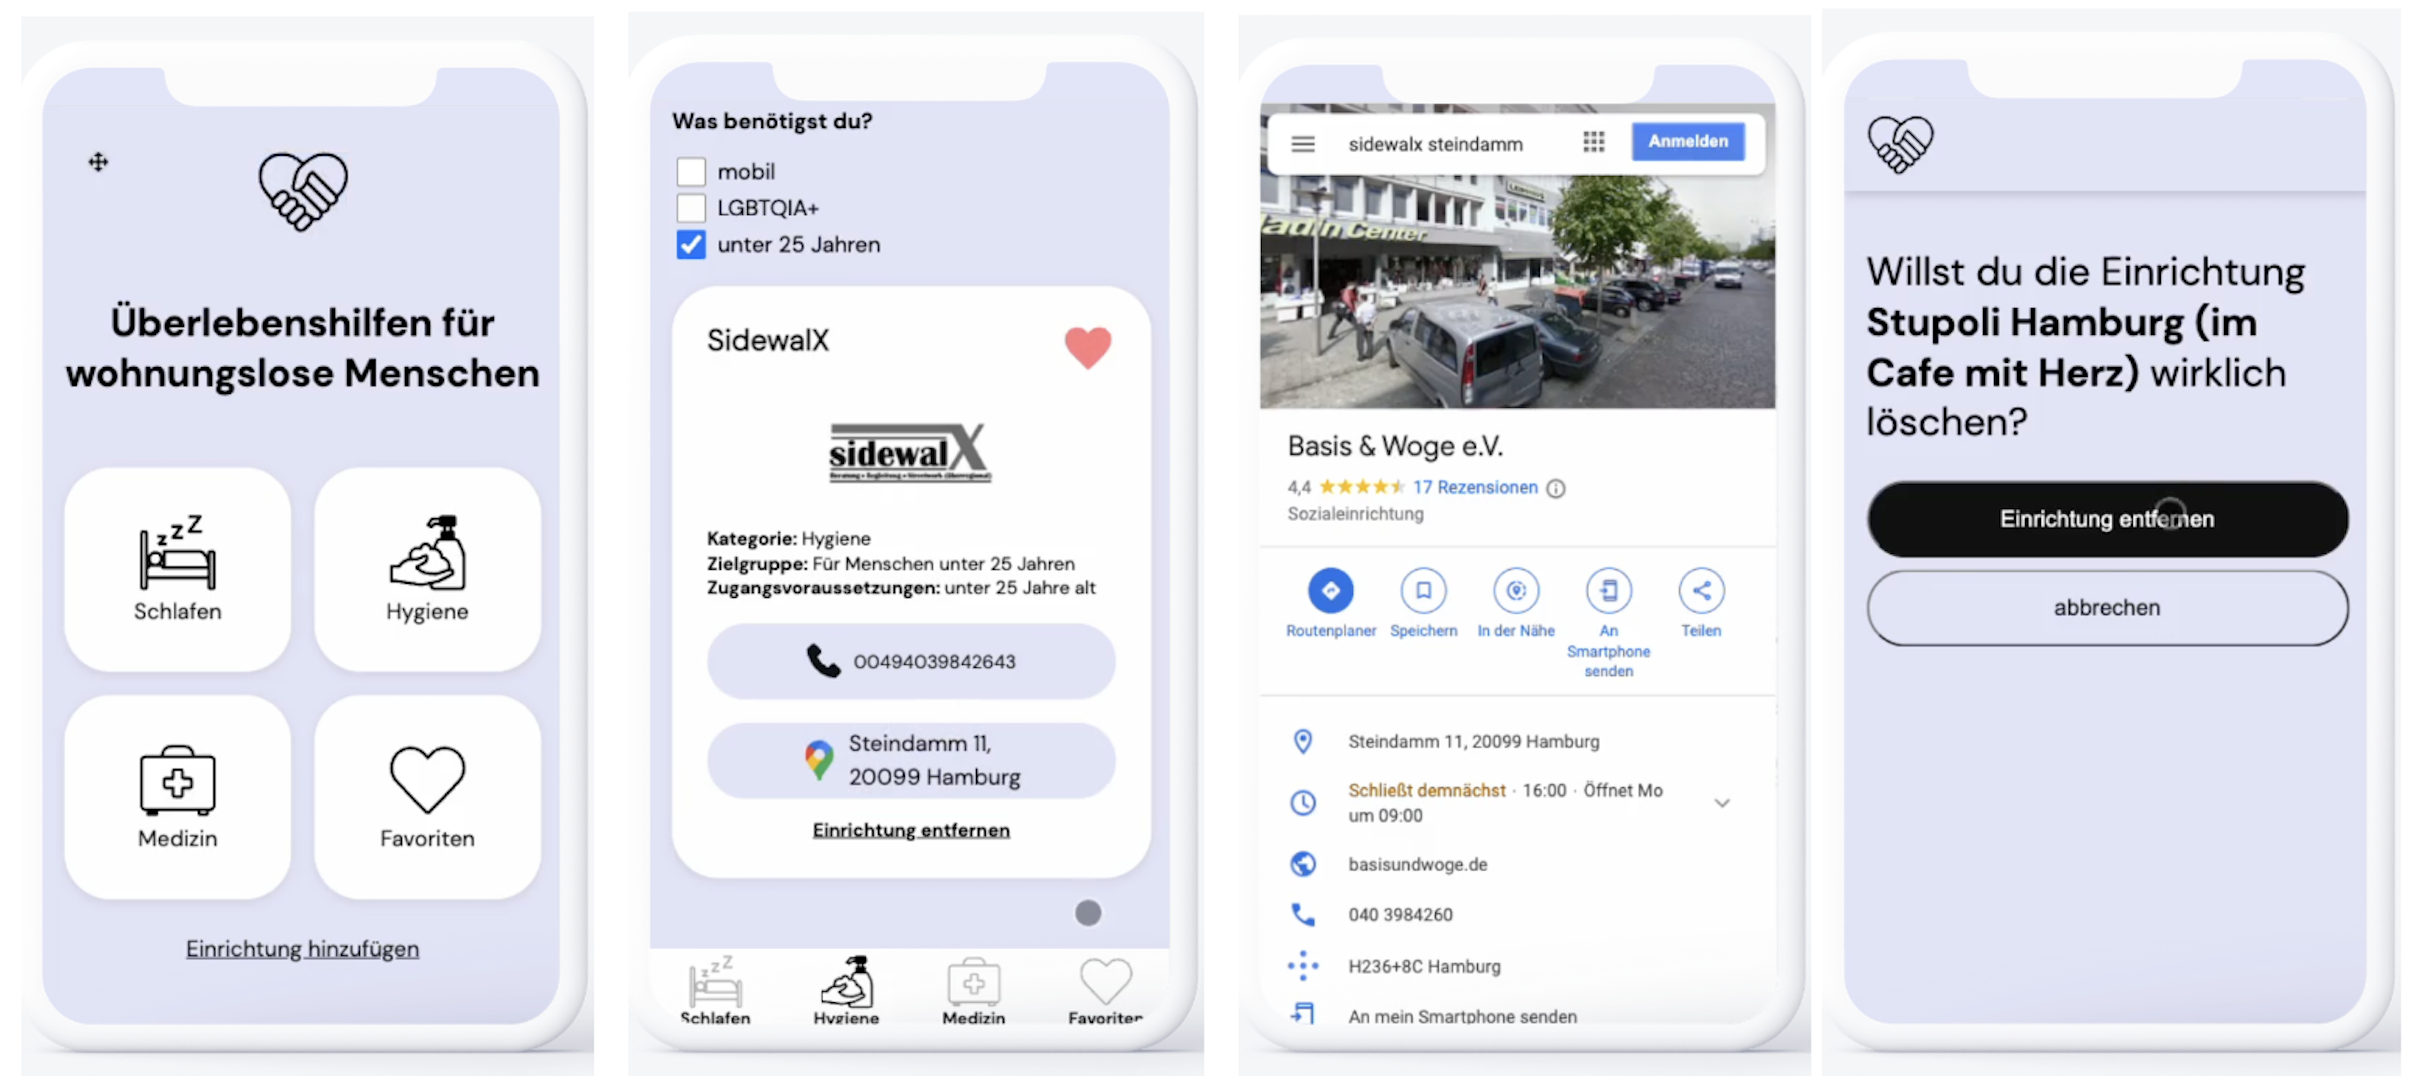 Überlebenshilfen für
wohnungslose Menschen
Schlafen
Hygiene
Medizin
Favoriten
Einrichtung hinzufügen
Was benötigst du?
mobil
LGBTQIA+
unter 25 Jahren
SidewalX
sidewalX
Kategorie: Hygiene
Zielgruppe: Für Menschen unter 25 Jahren
Zugangsvoraussetzungen: unter 25 Jahre alt
00494039842643
Steindamm 11,
20099 Hamburg
Einrichtung entfernen
Schlafen
Hygiene
Medizin
Favoriten
sidewalx steindamm
Anmelden
Center
Basis & Woge e.V.
4,4 17 Rezensionen
Sozialeinrichtung
Routenplaner
Speichern
In der Nähe
An
Smartphone
senden
Teilen
Steindamm 11, 20099 Hamburg
Schließt demnächst · 16:00 · Öffnet Mo
um 09:00
basisundwoge.de
040 3984260
H236+8C Hamburg
An mein Smartphone senden
Willst du die Einrichtung
Stupoli Hamburg (im
Cafe mit Herz) wirklich
löschen?
Einrichtung entfernen
abbrechen